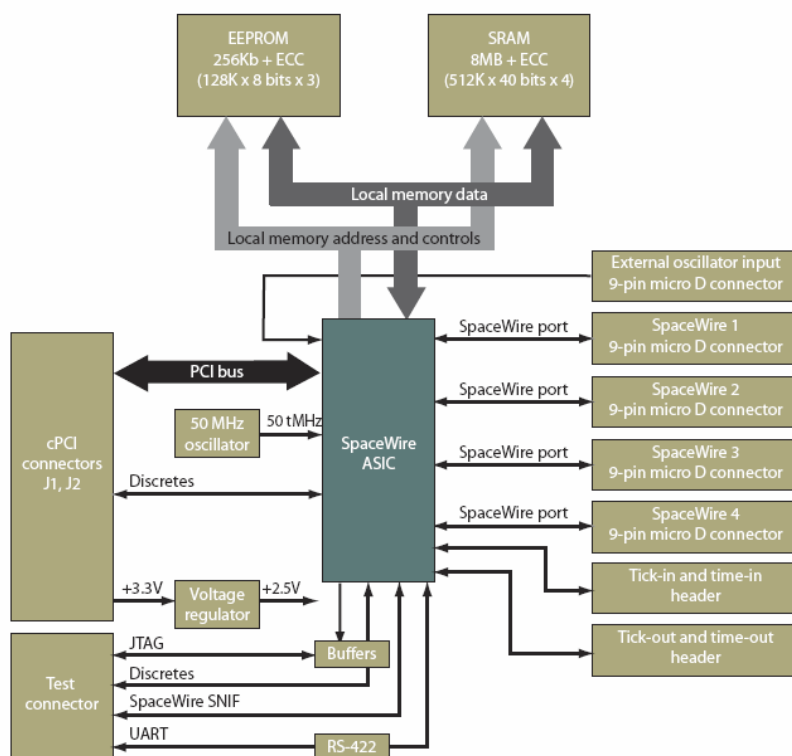 EEPROM
256Kb + ECC
(128K x 8 bits x 3)
SRAM
8MB + ECC
(512K x 40 bits x 4)
Local memory data
Local memory address and controls
External oscillator input
9-pin micro D connector
SpaceWire port
SpaceWire 1
9-pin micro D connector
PCI bus
SpaceWire port
SpaceWire 2
9-pin micro D connector
50 MHz
oscillator
50 tMHz
cPCI
connectors
J1, J2
SpaceWire
ASIC
SpaceWire port
SpaceWire 3
9-pin micro D connector
Discretes
SpaceWire port
SpaceWire 4
9-pin micro D connector
+3.3V
Voltage
regulator
+2.5V
Tick-in and time-in
header
Tick-out and time-out
header
JTAG
Buffers
Test
connector
Discretes
SpaceWire SNIF
UART
RS-422